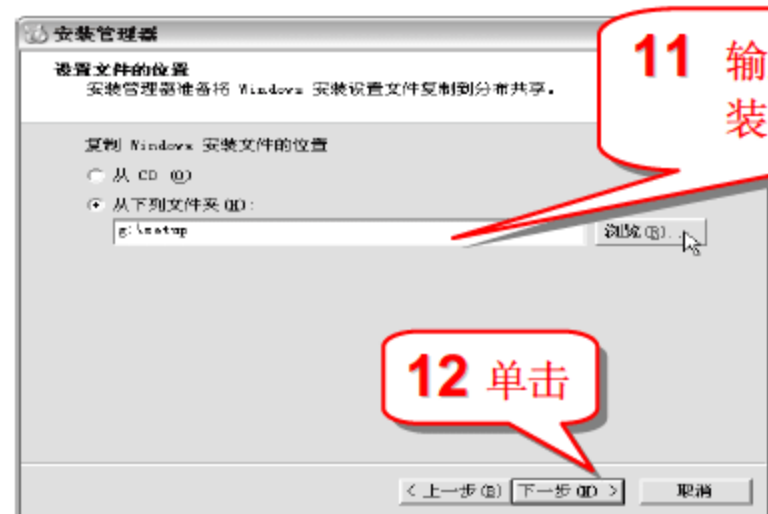 安装管理器
设置文件的位置
安装管理器准备将 Windows 安装设置文件复制到分布共享。
11 输
装
复制 Windows 安装文件的位置
从 CD (O)
从下列文件夹(H):
g:\setup
浏览(R)...
12 单击
< 上一步(B)
下一步(N) >
取消